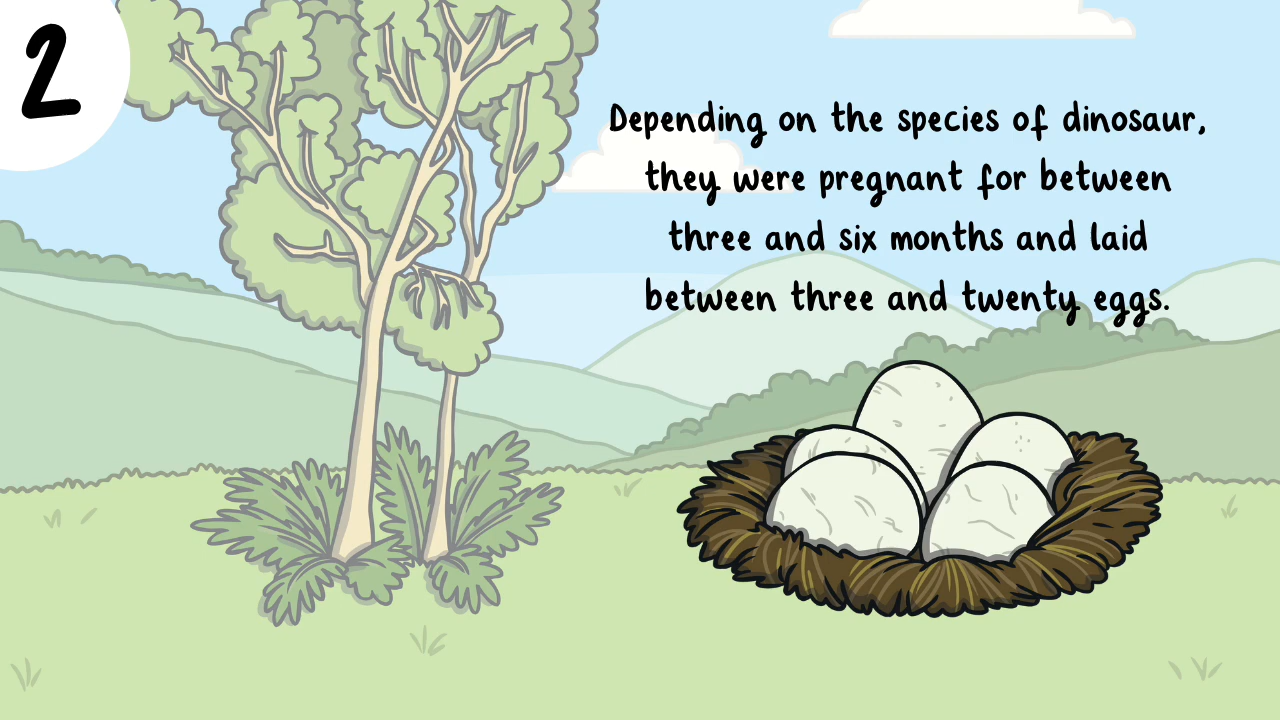 2
Depending on the species of dinosaur,
they were pregnant for between
three and six months and laid
between three and twenty eggs.